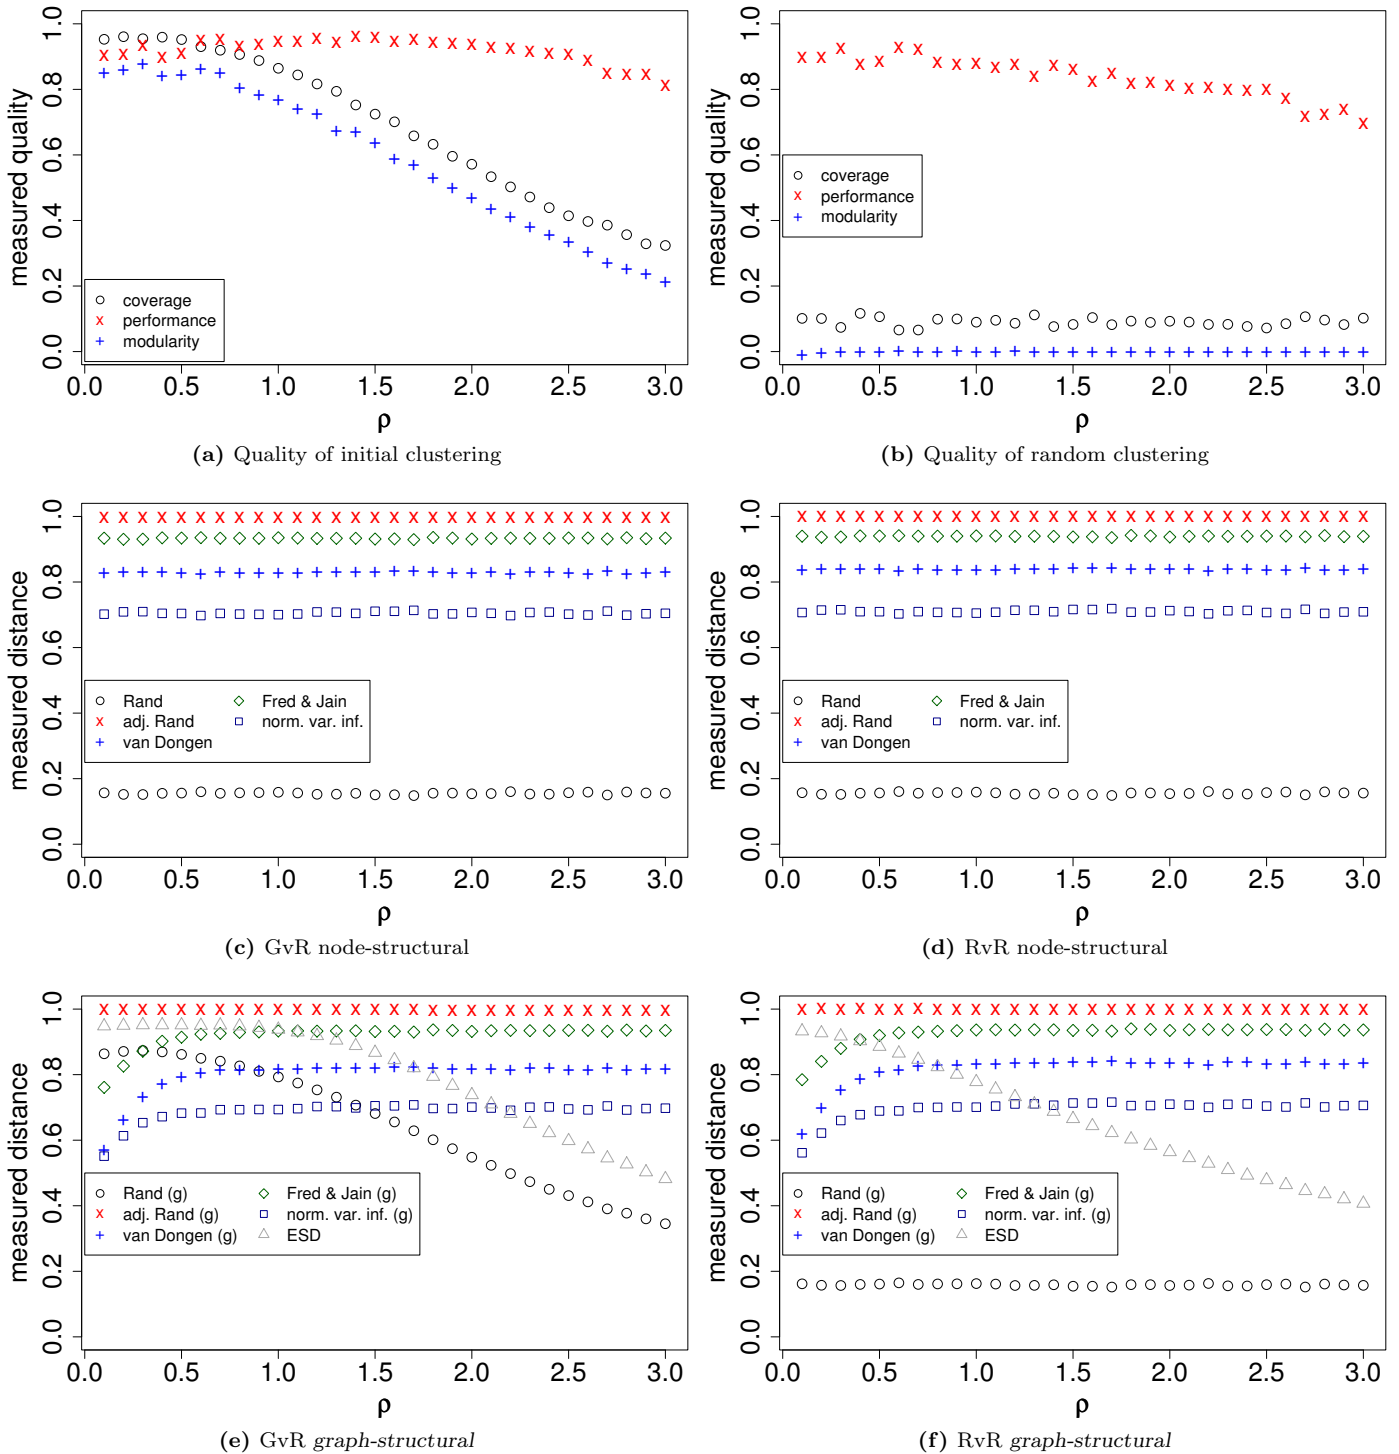 measured quality
1.0
0.8
0.6
0.4
0.2
0.0
coverage
performance
modularity
0.0 0.5 1.0 1.5 2.0 2.5 3.0
ρ
(a) Quality of initial clustering
measured quality
1.0
0.8
0.6
0.4
0.2
0.0
coverage
performance
modularity
0.0 0.5 1.0 1.5 2.0 2.5 3.0
ρ
(b) Quality of random clustering
measured distance
1.0
0.8
0.6
0.4
0.2
0.0
Rand Fred & Jain
adj. Rand norm. var. inf.
van Dongen
0.0 0.5 1.0 1.5 2.0 2.5 3.0
ρ
(c) GvR node-structural
measured distance
1.0
0.8
0.6
0.4
0.2
0.0
Rand Fred & Jain
adj. Rand norm. var. inf.
van Dongen
0.0 0.5 1.0 1.5 2.0 2.5 3.0
ρ
(d) RvR node-structural
measured distance
1.0
0.8
0.6
0.4
0.2
0.0
Rand (g) Fred & Jain (g)
adj. Rand (g) norm. var. inf. (g)
van Dongen (g) ESD
0.0 0.5 1.0 1.5 2.0 2.5 3.0
ρ
(e) GvR graph-structural
measured distance
1.0
0.8
0.6
0.4
0.2
0.0
Rand (g) Fred & Jain (g)
adj. Rand (g) norm. var. inf. (g)
van Dongen (g) ESD
0.0 0.5 1.0 1.5 2.0 2.5 3.0
ρ
(f) RvR graph-structural